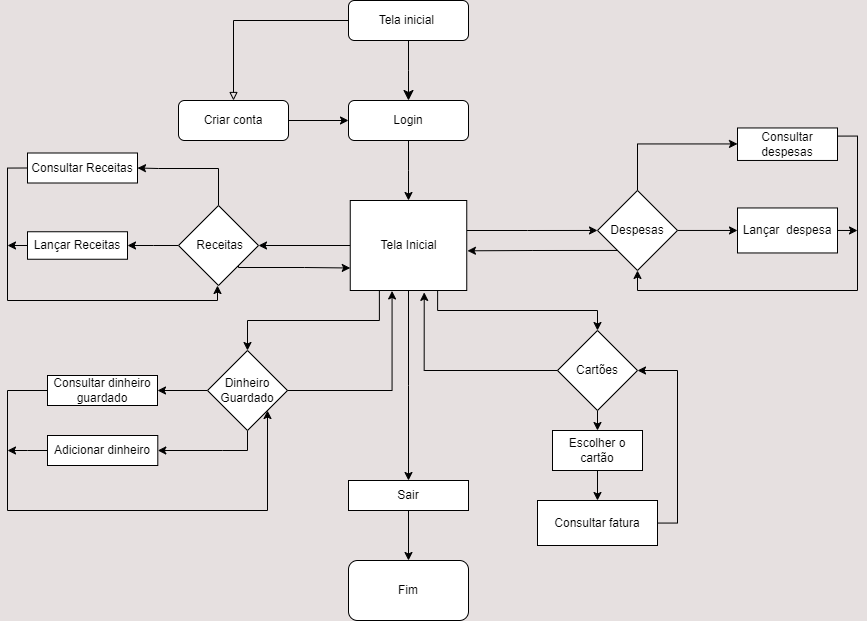 Tela inicial
Criar conta
Login
Consultar Receitas
Lançar Receitas
Receitas
Tela Inicial
Despesas
Consultar
despesas
Lançar despesa
Dinheiro
Guardado
Consultar dinheiro
guardado
Adicionar dinheiro
Cartões
Escolher o
cartão
Consultar fatura
Sair
Fim